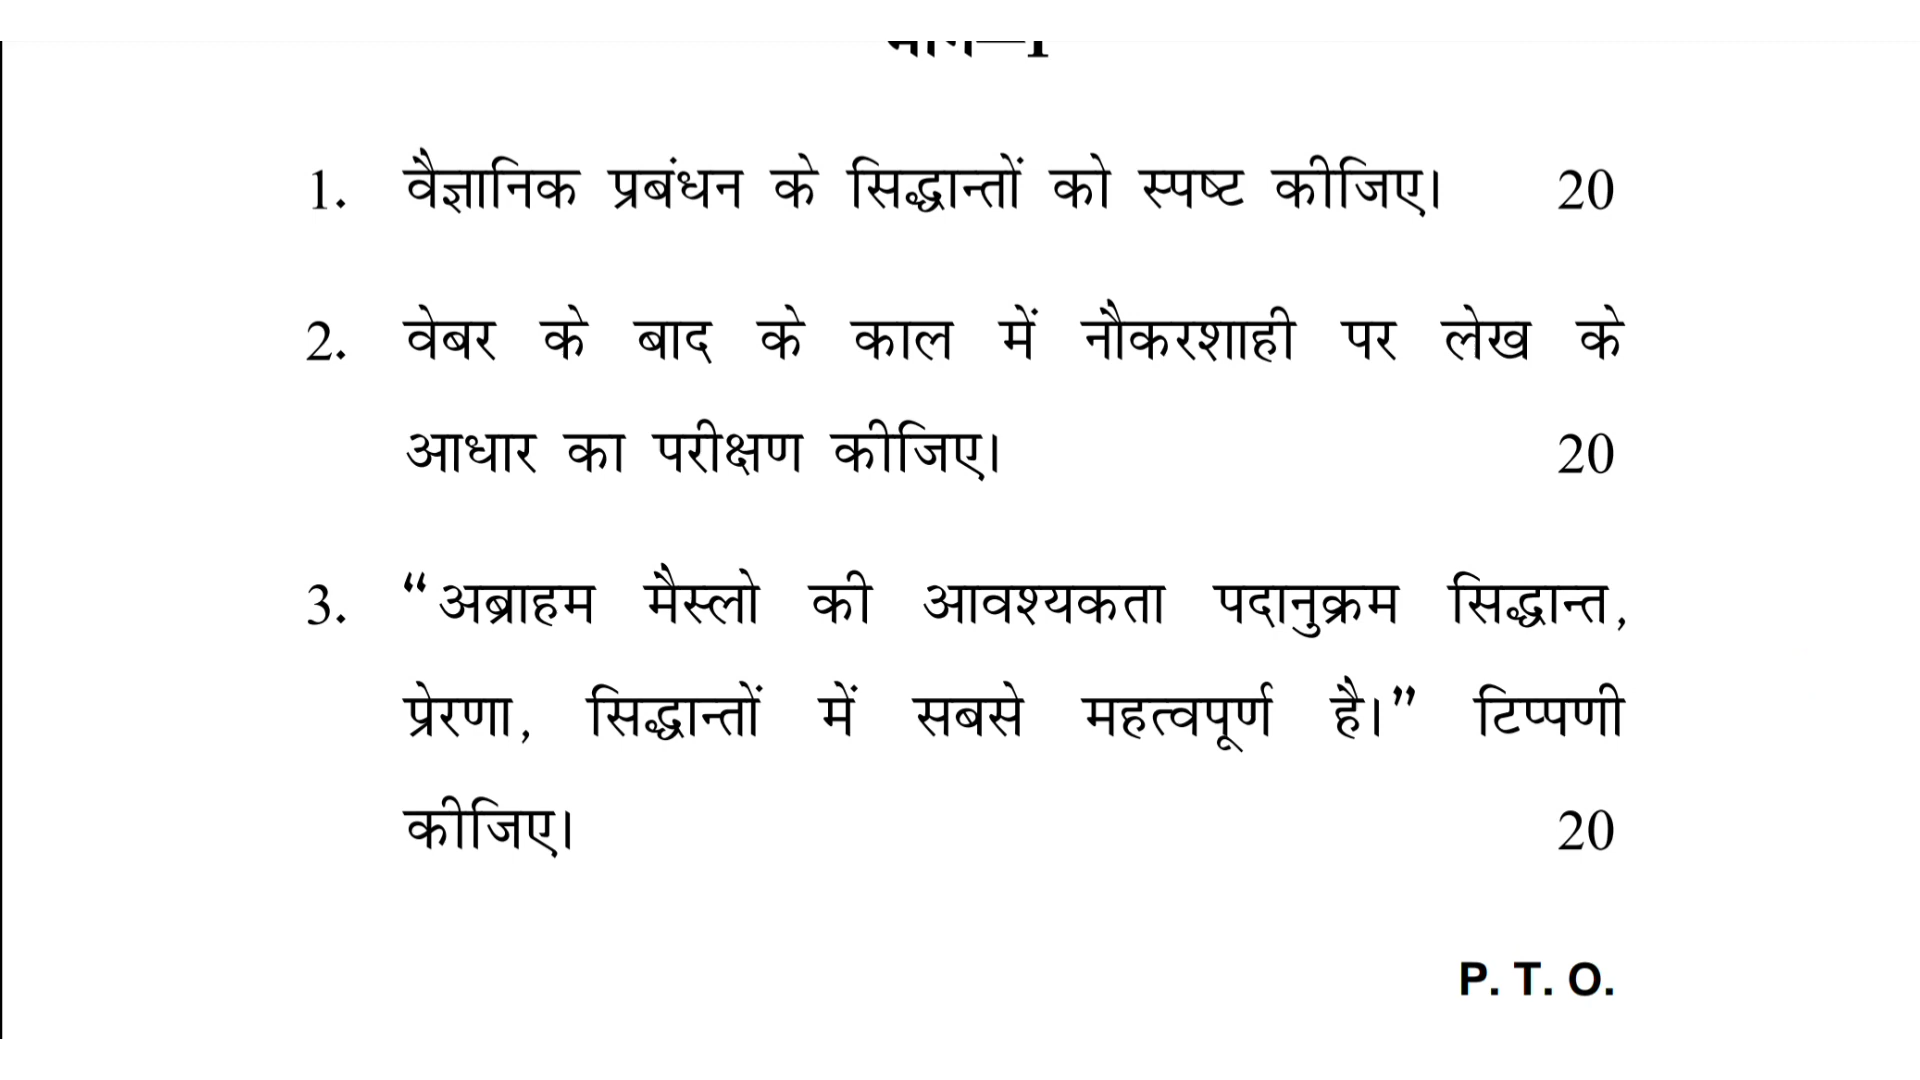 1. वैज्ञानिक प्रबंधन के सिद्धान्तों को स्पष्ट कीजिए। 20
2. वेबर के बाद के काल में नौकरशाही पर लेख के
आधार का परीक्षण कीजिए। 20
3. “अब्राहम मैस्लो की आवश्यकता पदानुक्रम सिद्धान्त,
प्रेरणा, सिद्धान्तों में सबसे महत्वपूर्ण है।” टिप्पणी
कीजिए। 20
P. T. O.